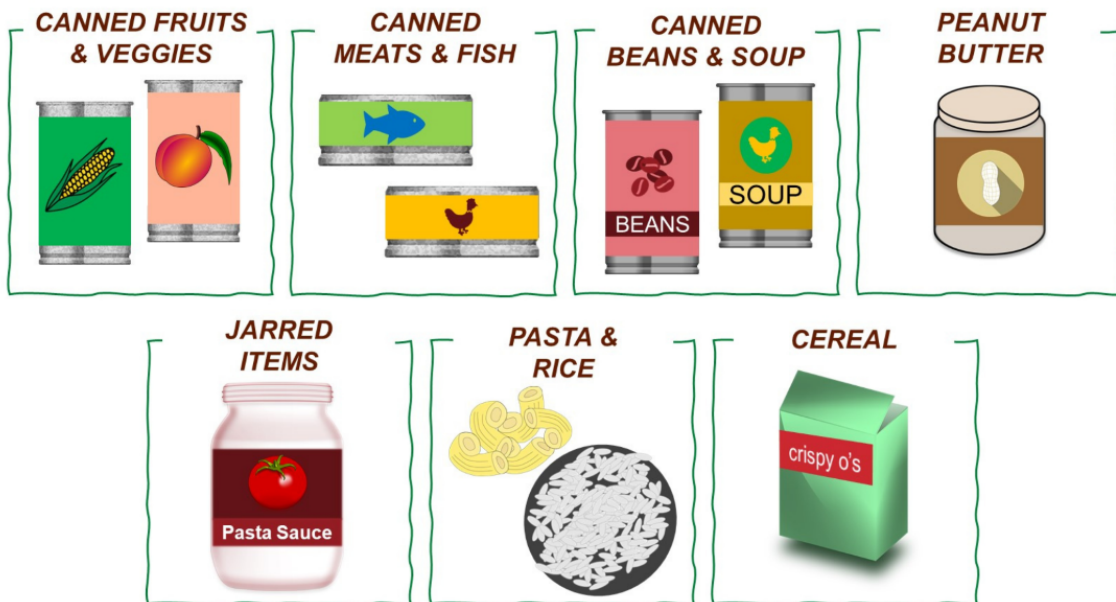 CANNED FRUITS
& VEGGIES
CANNED
MEATS & FISH
CANNED
BEANS & SOUP
PEANUT
BUTTER
BEANS
SOUP
JARRED
ITEMS
PASTA &
RICE
CEREAL
Pasta Sauce
crispy o's